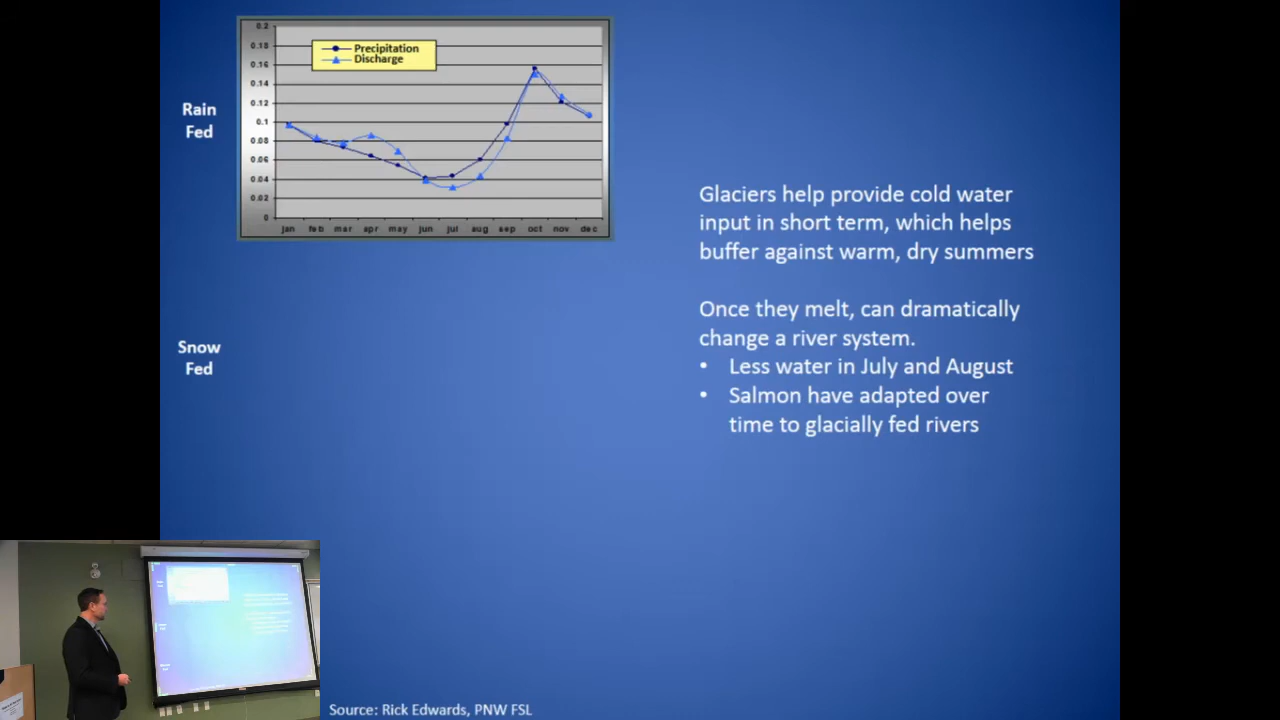 Rain
Fed
0.2
0.18
0.16
0.14
0.12
0.1
0.08
0.06
0.04
0.02
0
Precipitation
Discharge
jan feb mar apr may jun jul aug sep oct nov dec
Snow
Fed
Glaciers help provide cold water
input in short term, which helps
buffer against warm, dry summers
Once they melt, can dramatically
change a river system.
• Less water in July and August
• Salmon have adapted over
time to glacially fed rivers
Source: Rick Edwards, PNW FSL